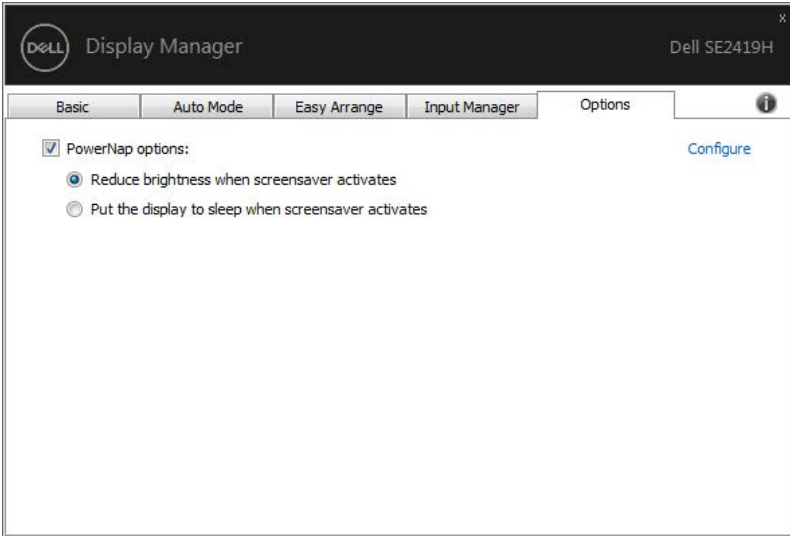 x
DELL Display Manager Dell SE2419H
Basic Auto Mode Easy Arrange Input Manager Options i
PowerNap options: Configure
Reduce brightness when screensaver activates
Put the display to sleep when screensaver activates